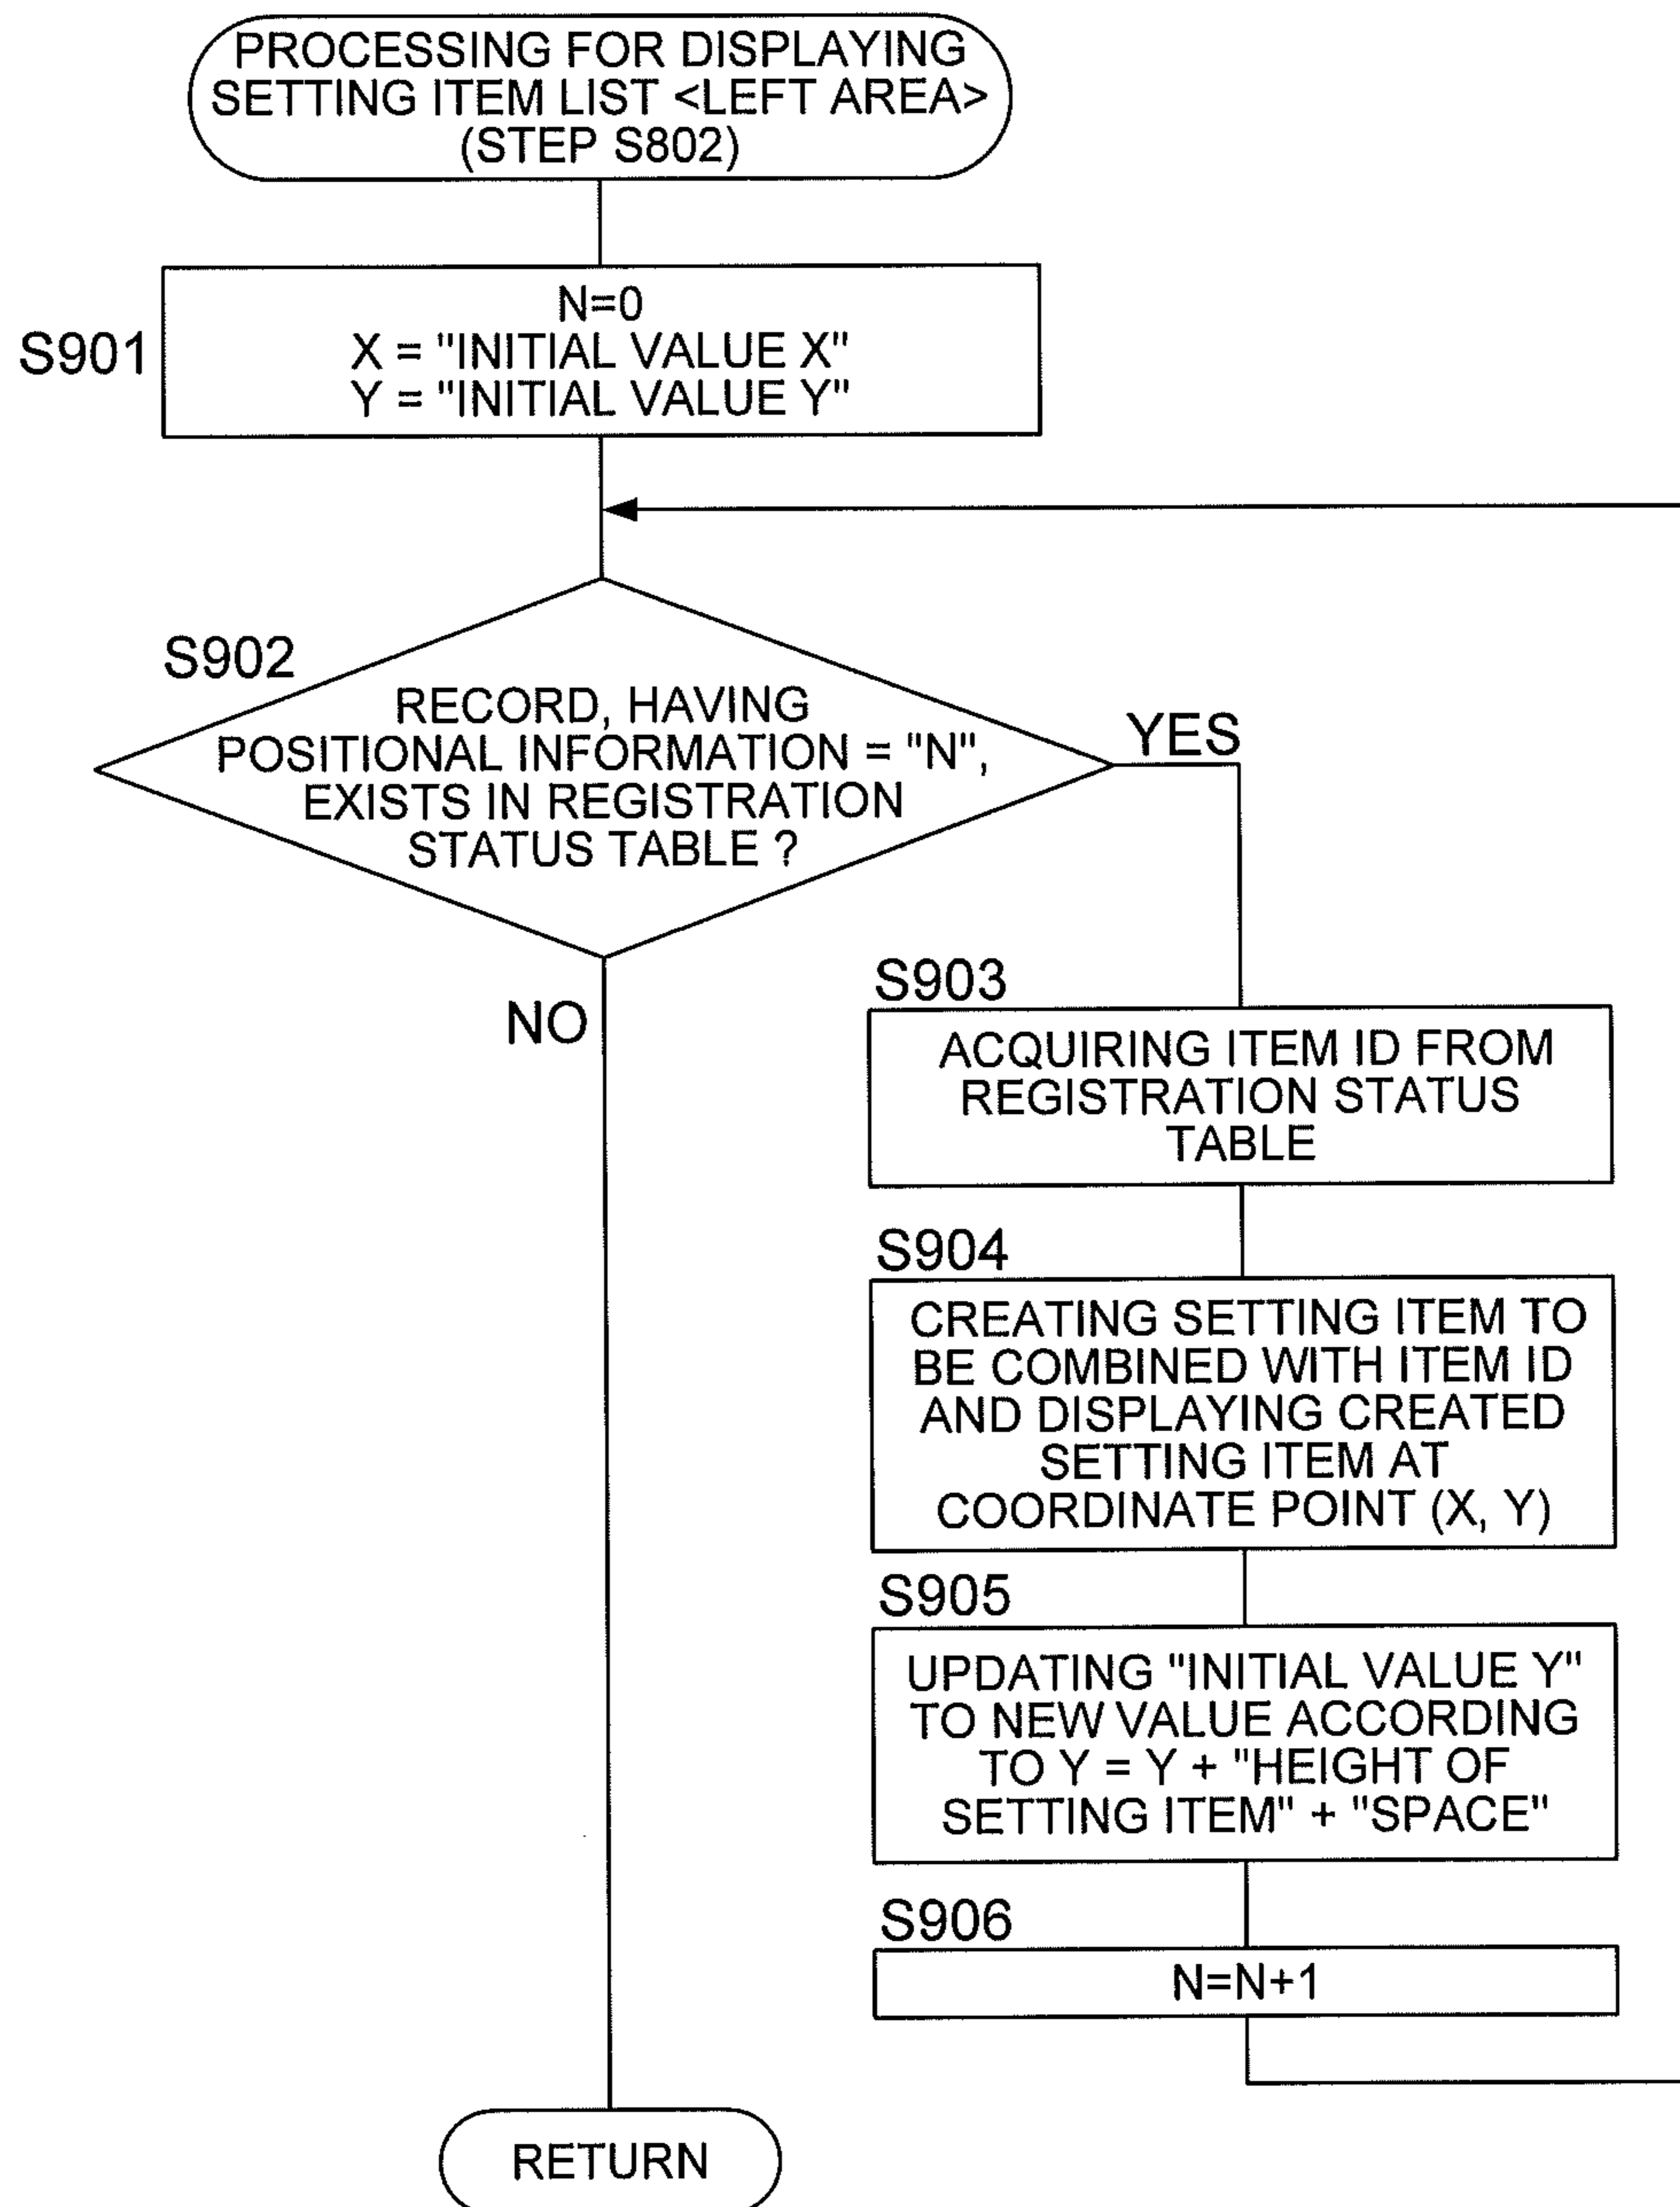 PROCESSING FOR DISPLAYING
SETTING ITEM LIST <LEFT AREA>
(STEP S802)
S901
N=0
X = "INITIAL VALUE X"
Y = "INITIAL VALUE Y"
S902
RECORD, HAVING
POSITIONAL INFORMATION = "N",
EXISTS IN REGISTRATION
STATUS TABLE ?
YES
NO
S903
ACQUIRING ITEM ID FROM
REGISTRATION STATUS
TABLE
S904
CREATING SETTING ITEM TO
BE COMBINED WITH ITEM ID
AND DISPLAYING CREATED
SETTING ITEM AT
COORDINATE POINT (X, Y)
S905
UPDATING "INITIAL VALUE Y"
TO NEW VALUE ACCORDING
TO Y = Y + "HEIGHT OF
SETTING ITEM" + "SPACE"
S906
N=N+1
RETURN